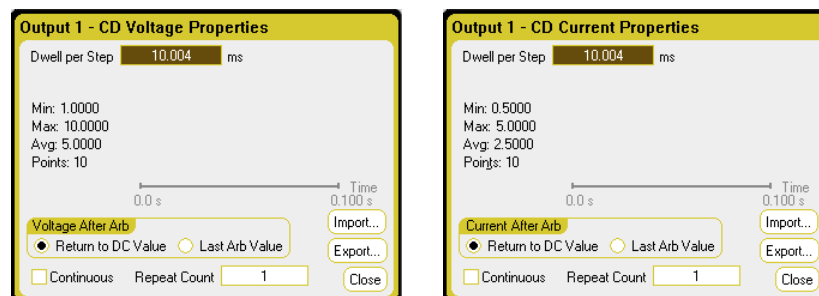 Output 1 - CD Voltage Properties
Dwell per Step 10.004 ms
Min: 1.0000
Max: 10.0000
Avg: 5.0000
Points: 10
Time
0.0 s 0.100 s
Voltage After Arb
Import...
Return to DC Value Last Arb Value
Export...
Continuous Repeat Count 1
Close
Output 1 - CD Current Properties
Dwell per Step 10.004 ms
Min: 0.5000
Max: 5.0000
Avg: 2.5000
Points: 10
Time
0.0 s 0.100 s
Current After Arb
Import...
Return to DC Value Last Arb Value
Export...
Continuous Repeat Count 1
Close